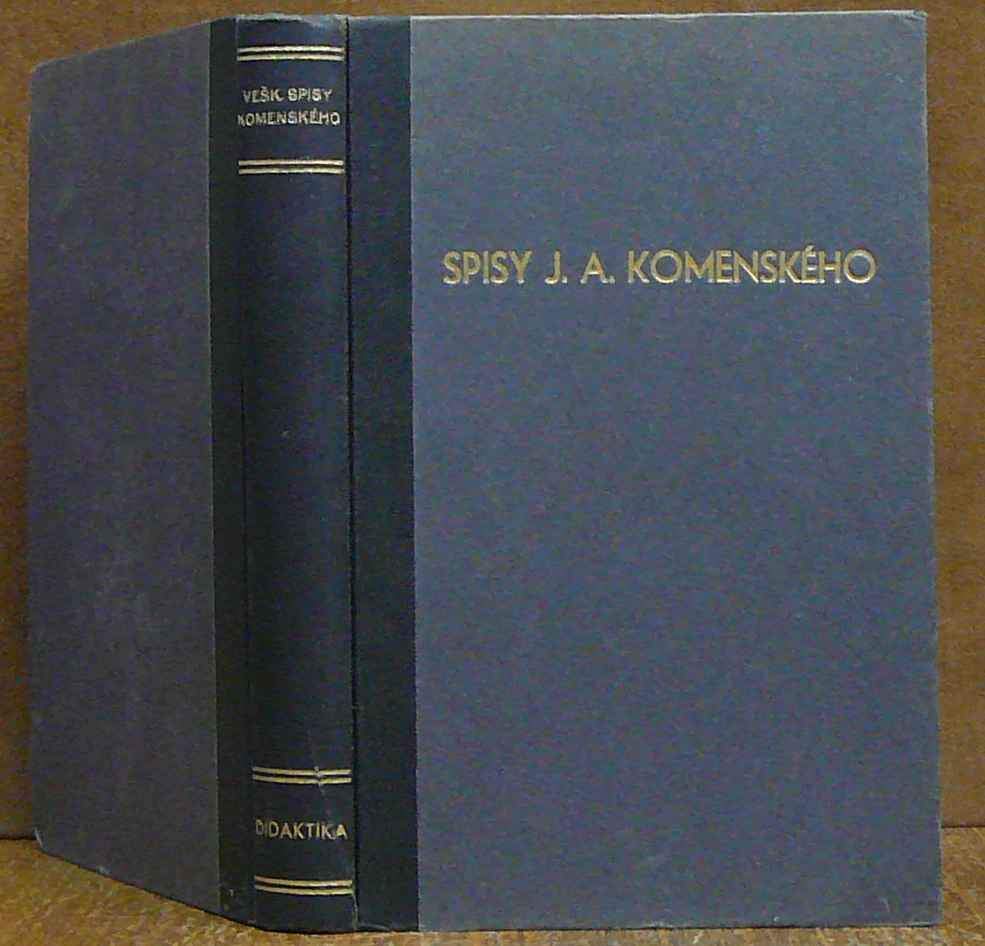 VEŠK. SPISY
KOMENSKÉHO
DIDAKTIKA
SPISY J. A. KOMENSKÉHO